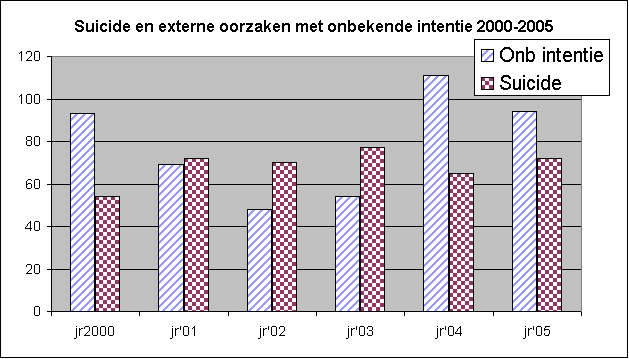 Suicide en externe oorzaken met onbekende intentie 2000-2005
Onb intentie
Suicide
120
100
80
60
40
20
0
jr2000 jr'01 jr'02 jr'03 jr'04 jr'05